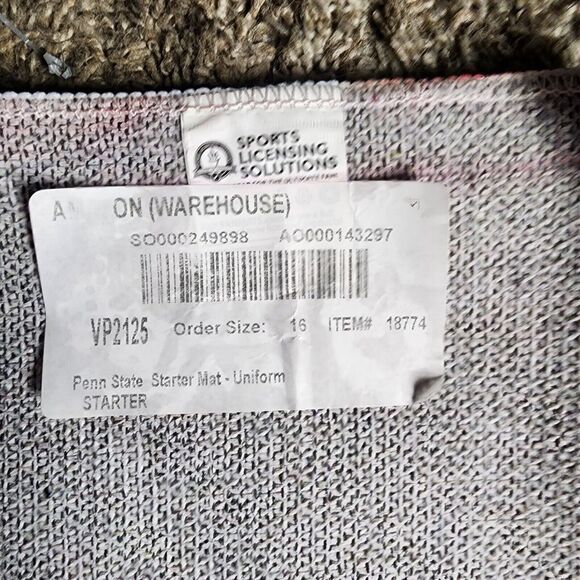 SPORTS
LICENSING
SOLUTIONS
ON (WAREHOUSE)
SO000249898 AO000143297
VP2125 Order Size: 16 ITEM# 18774
Penn State Starter Mat - Uniform
STARTER